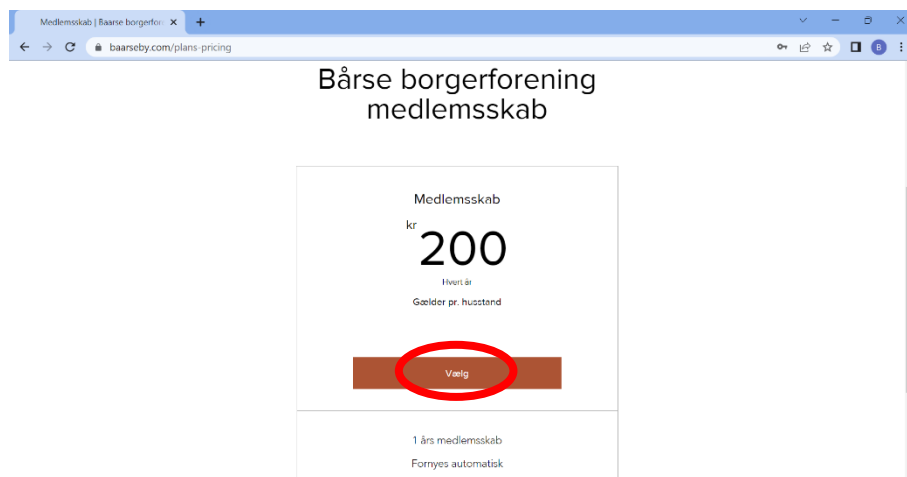 Medlemsskab | Baarse borgerforen
baarseby.com/plans-pricing
B
Bårse borgerforening
medlemsskab
Medlemsskab
kr
200
Hvert år
Gælder pr. husstand
Vælg
1 års medlemsskab
Fornyes automatisk